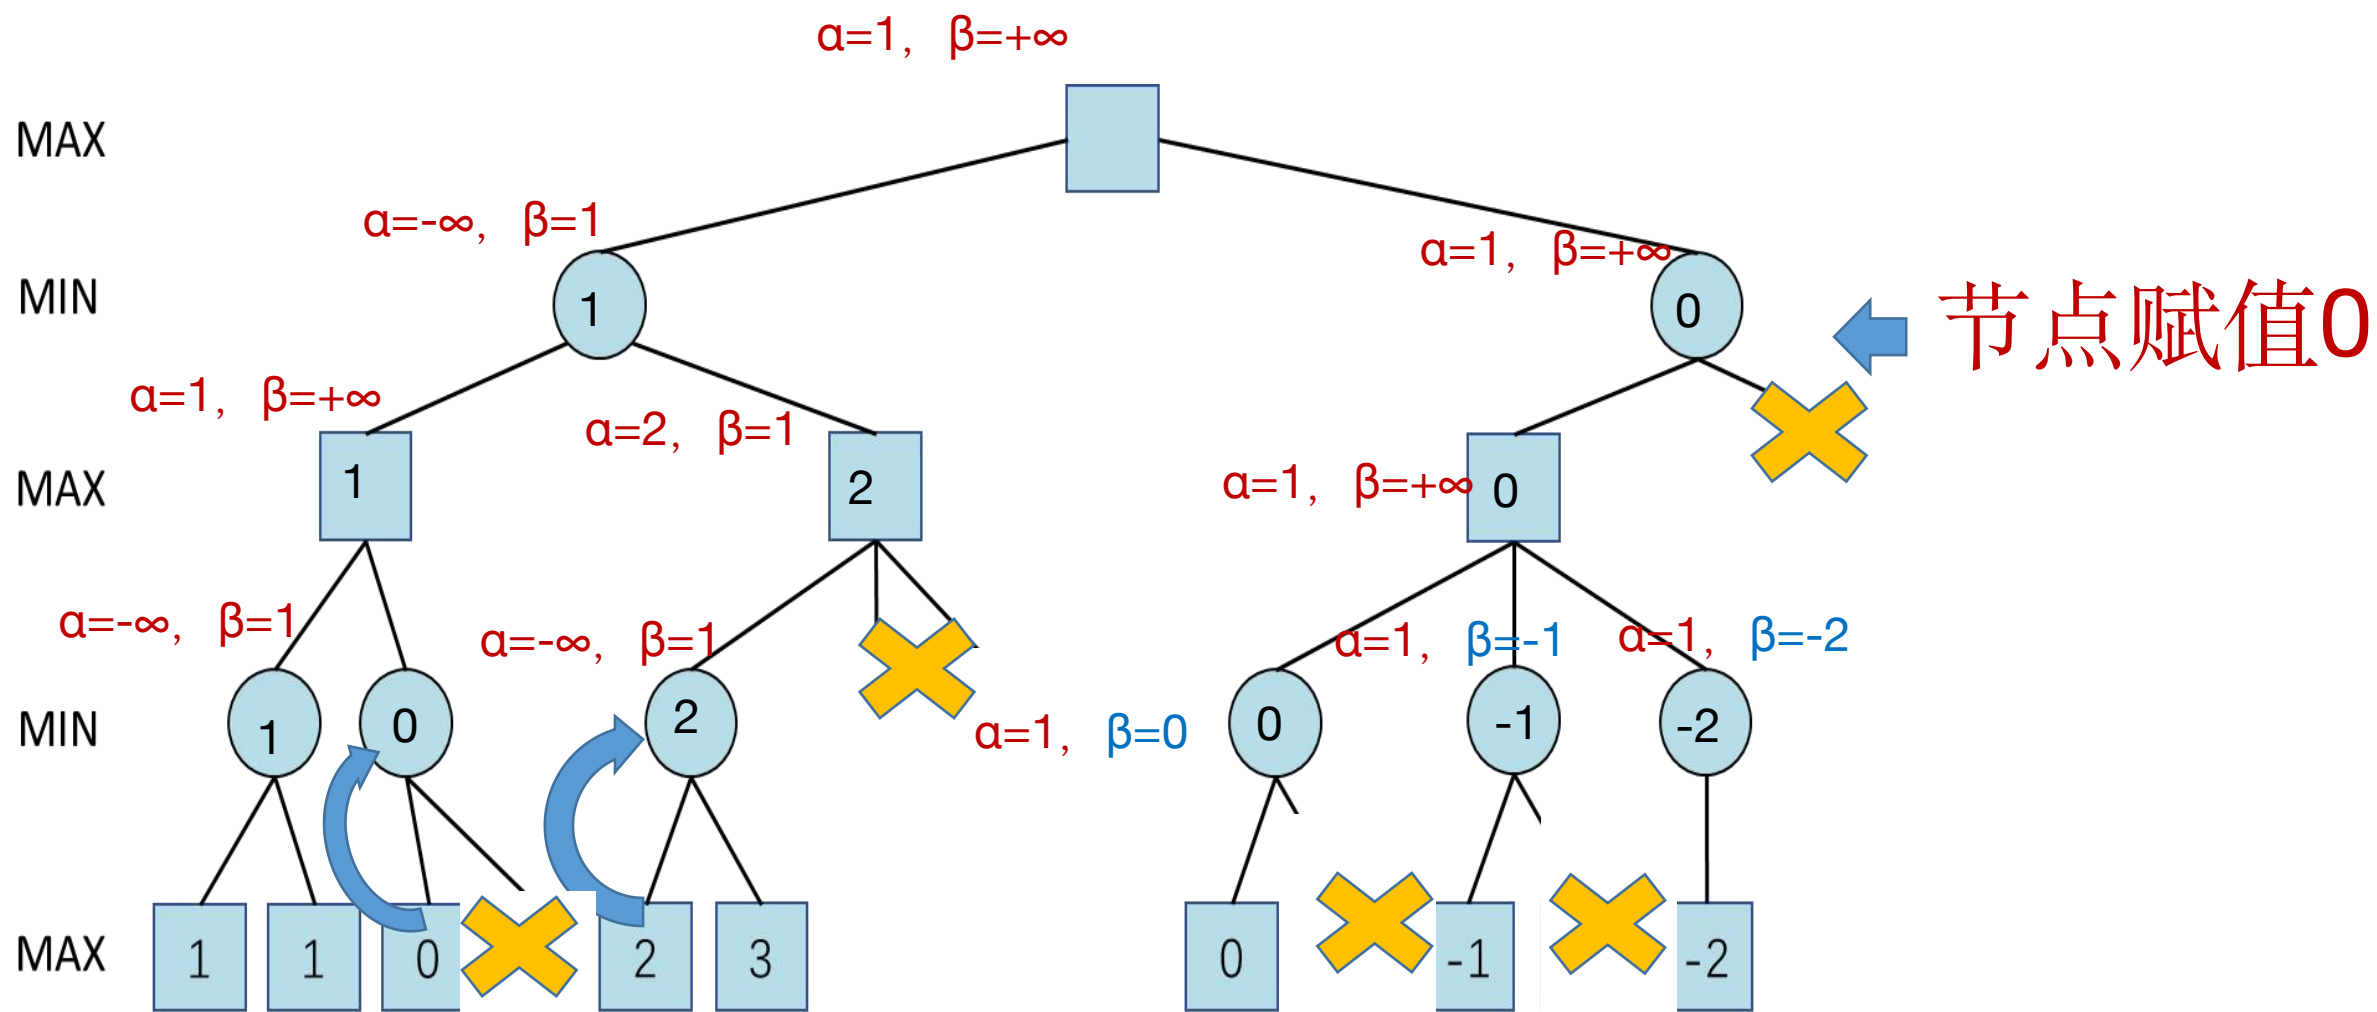 α=1, β=+∞
MAX
α=-∞, β=1
α=1, β=+∞
MIN
1
0
节点赋值0
α=1, β=+∞
α=2, β=1
MAX
1
2
α=1, β=+∞
0
α=-∞, β=1
α=-∞, β=1
α=1, β=-1
α=1, β=-2
MIN
1
0
2
α=1, β=0
0
-1
-2
MAX
1
1
0
2
3
0
-1
-2